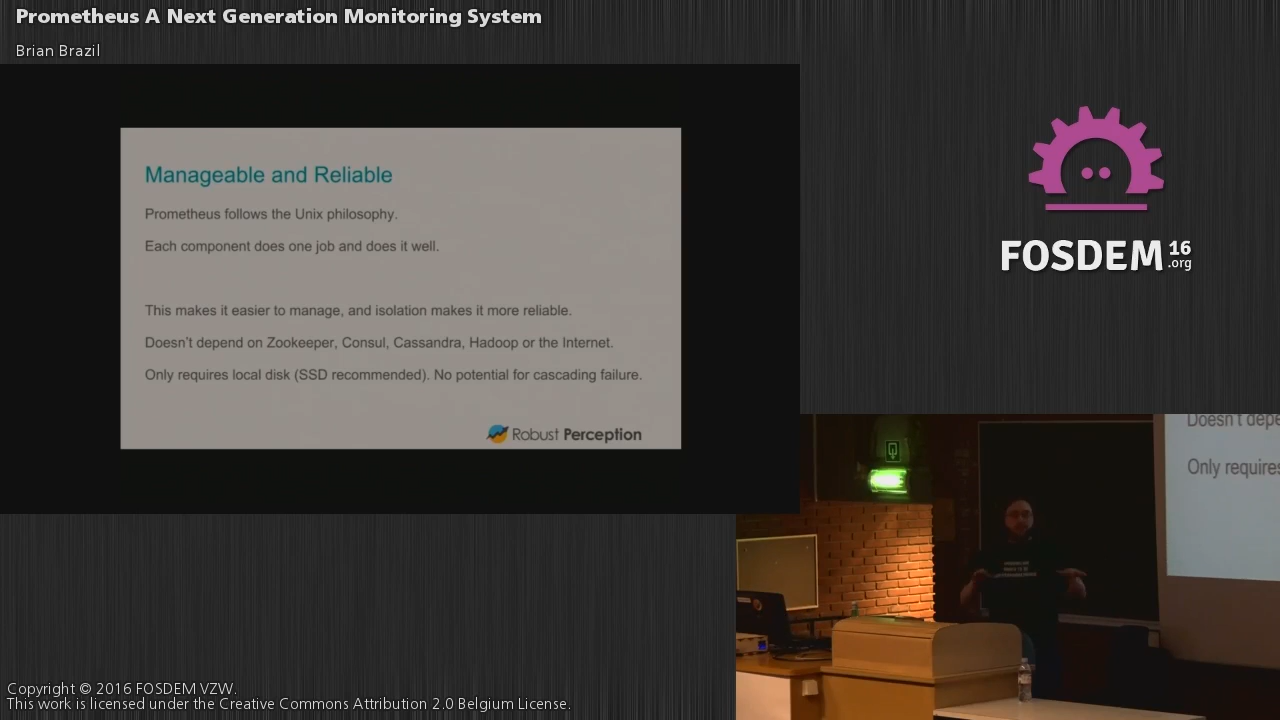 Prometheus A Next Generation Monitoring System
Brian Brazil
Manageable and Reliable
Prometheus follows the Unix philosophy.
Each component does one job and does it well.
This makes it easier to manage, and isolation makes it more reliable.
Doesn't depend on Zookeeper, Consul, Cassandra, Hadoop or the Internet.
Only requires local disk (SSD recommended). No potential for cascading failure.
Robust Perception
FOSDEM 16
.org
Doesn't depe
Only requires
Copyright © 2016 FOSDEM VZW.
This work is licensed under the Creative Commons Attribution 2.0 Belgium License.